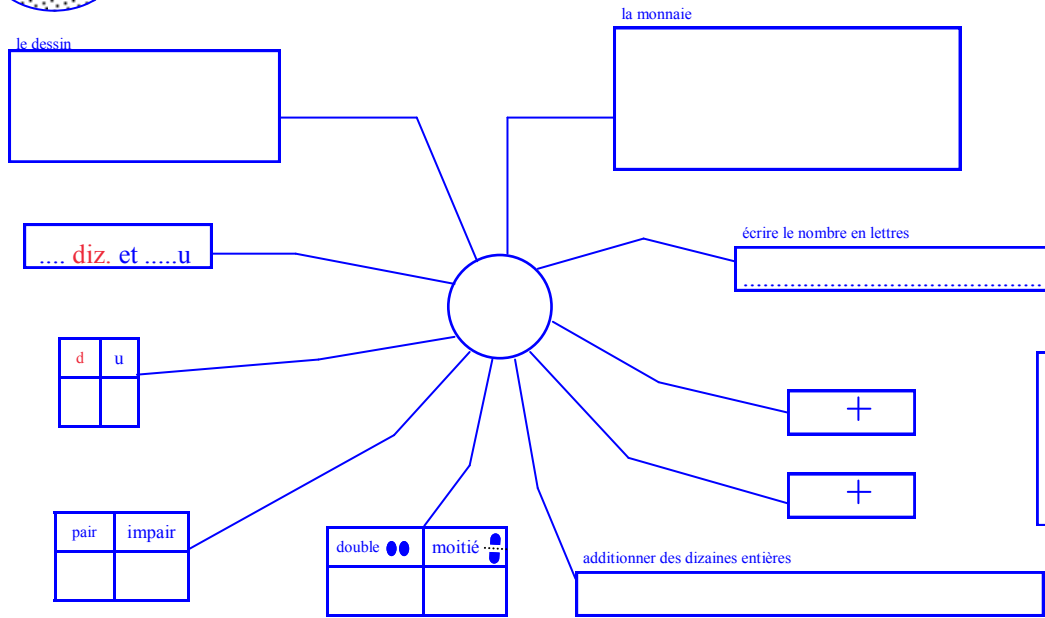 la monnaie
le dessin
.... diz. et .....u
écrire le nombre en lettres
..........................................
d u
+
+
pair impair
double moitié
additionner des dizaines entières